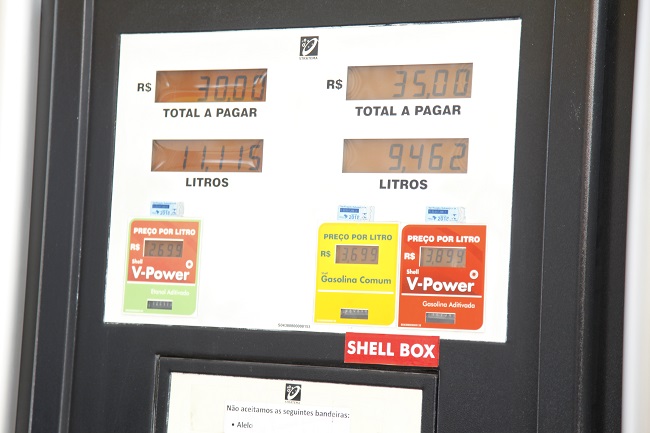 R$ 30.00
TOTAL A PAGAR
11,115
LITROS
R$ 35.00
TOTAL A PAGAR
9,462
LITROS
PREÇO POR LITRO
R$ 2.699
Shell
V-Power
Diesel Aditivado
PREÇO POR LITRO
R$ 3.699
Shell
Gasolina Comum
PREÇO POR LITRO
R$ 3.899
Shell
V-Power
Gasolina Aditivada
SHELL BOX
Não aceitamos as seguintes bandeiras:
• Alelo